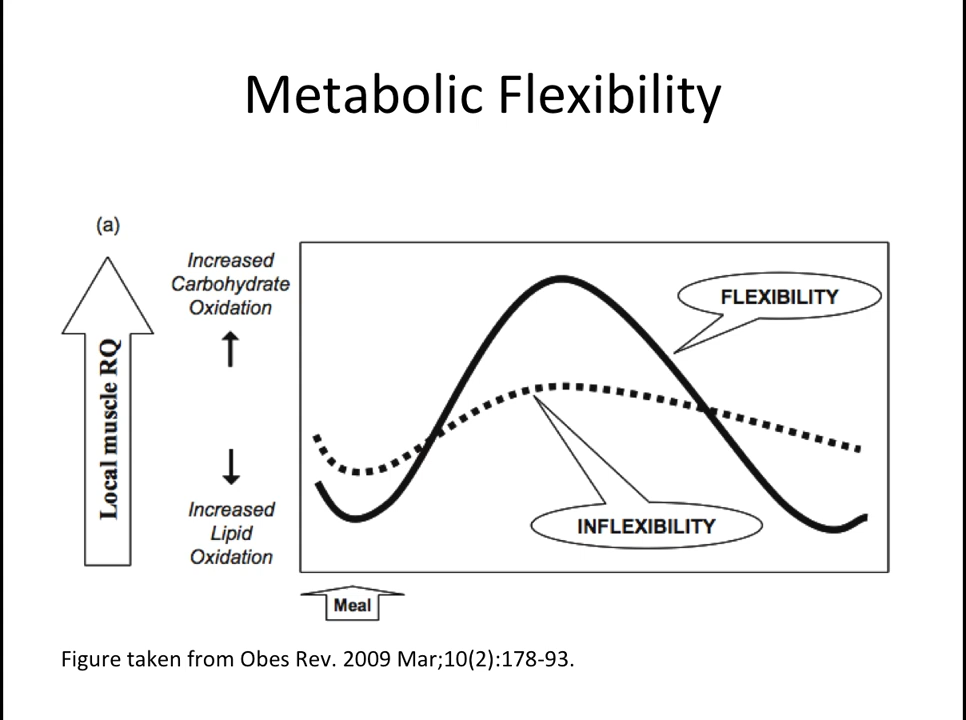 Metabolic Flexibility
(a)
Local muscle RQ
Increased
Carbohydrate
Oxidation
Increased
Lipid
Oxidation
FLEXIBILITY
INFLEXIBILITY
Meal
Figure taken from Obes Rev. 2009 Mar;10(2):178-93.